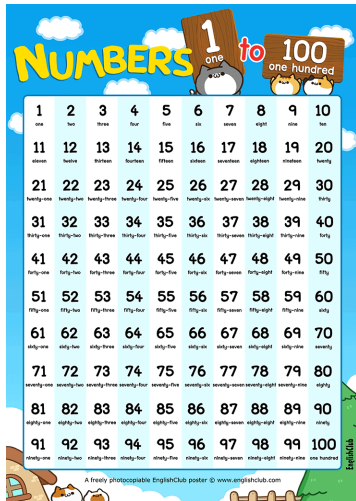 NUMBERS 1 one to 100 one hundred
1 2 3 4 5 6 7 8 9 10
one two three four five six seven eight nine ten
11 12 13 14 15 16 17 18 19 20
eleven twelve thirteen fourteen fifteen sixteen seventeen eighteen nineteen twenty
21 22 23 24 25 26 27 28 29 30
twenty-one twenty-two twenty-three twenty-four twenty-five twenty-six twenty-seven twenty-eight twenty-nine thirty
31 32 33 34 35 36 37 38 39 40
thirty-one thirty-two thirty-three thirty-four thirty-five thirty-six thirty-seven thirty-eight thirty-nine forty
41 42 43 44 45 46 47 48 49 50
forty-one forty-two forty-three forty-four forty-five forty-six forty-seven forty-eight forty-nine fifty
51 52 53 54 55 56 57 58 59 60
fifty-one fifty-two fifty-three fifty-four fifty-five fifty-six fifty-seven fifty-eight fifty-nine sixty
61 62 63 64 65 66 67 68 69 70
sixty-one sixty-two sixty-three sixty-four sixty-five sixty-six sixty-seven sixty-eight sixty-nine seventy
71 72 73 74 75 76 77 78 79 80
seventy-one seventy-two seventy-three seventy-four seventy-five seventy-six seventy-seven seventy-eight seventy-nine eighty
81 82 83 84 85 86 87 88 89 90
eighty-one eighty-two eighty-three eighty-four eighty-five eighty-six eighty-seven eighty-eight eighty-nine ninety
91 92 93 94 95 96 97 98 99 100
ninety-one ninety-two ninety-three ninety-four ninety-five ninety-six ninety-seven ninety-eight ninety-nine one hundred
EnglishClub
A freely photocopiable EnglishClub poster © www.englishclub.com